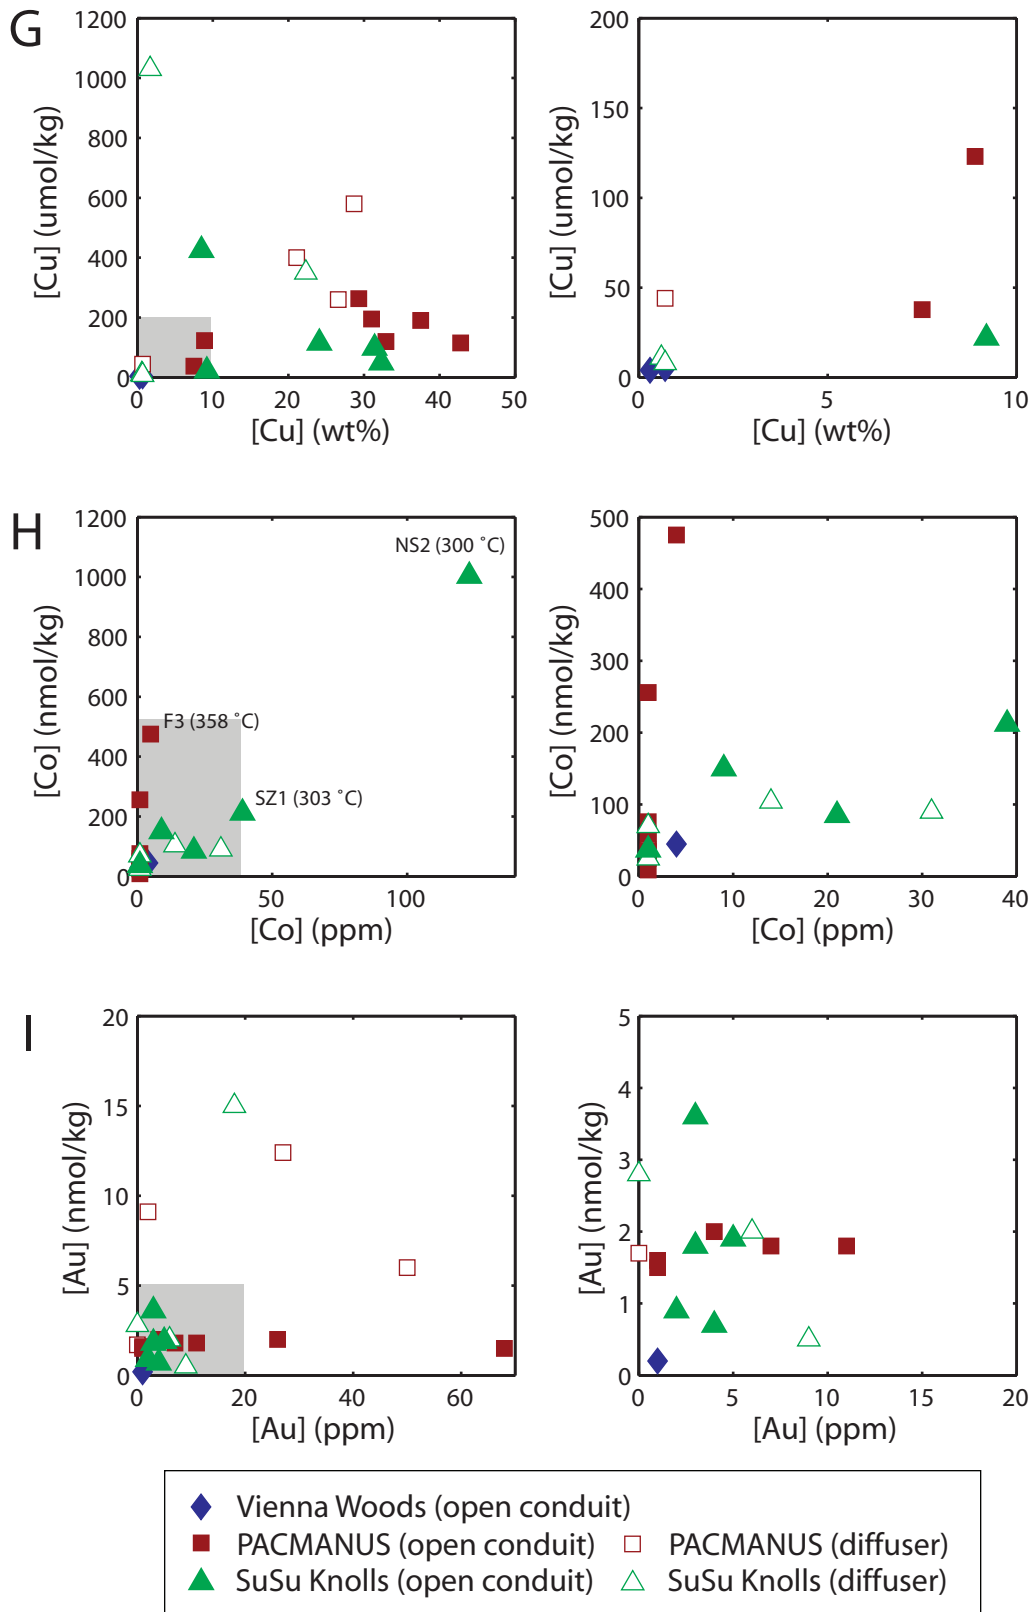 G
1200
1000
800
600
400
200
0
[Cu] (umol/kg)
0 10 20 30 40 50
[Cu] (wt%)
200
150
100
50
0
[Cu] (umol/kg)
0 5 10
[Cu] (wt%)
H
1200
1000
800
600
400
200
0
[Co] (nmol/kg)
NS2 (300 ˚C)
F3 (358 ˚C)
SZ1 (303 ˚C)
0 50 100
[Co] (ppm)
500
400
300
200
100
0
[Co] (nmol/kg)
0 10 20 30 40
[Co] (ppm)
I
20
15
10
5
0
[Au] (nmol/kg)
0 20 40 60
[Au] (ppm)
5
4
3
2
1
0
[Au] (nmol/kg)
0 5 10 15 20
[Au] (ppm)
Vienna Woods (open conduit)
PACMANUS (open conduit) PACMANUS (diffuser)
SuSu Knolls (open conduit) SuSu Knolls (diffuser)